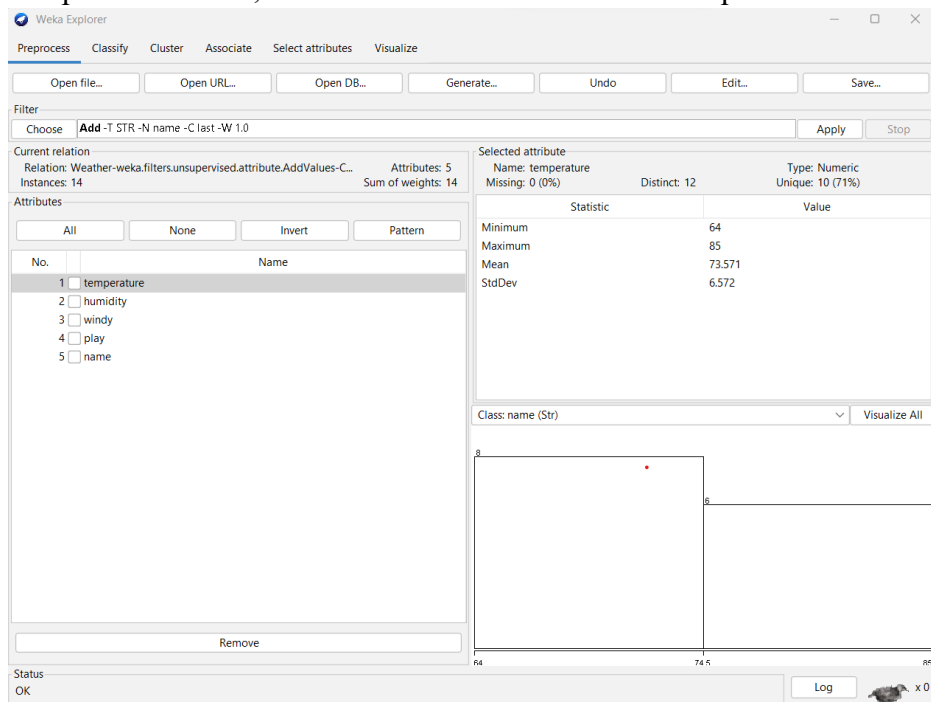 Weka Explorer
Preprocess Classify Cluster Associate Select attributes Visualize
Open file... Open URL... Open DB... Generate... Undo Edit... Save...
Filter
Choose Add -T STR -N name -C last -W 1.0 Apply Stop
Current relation
Relation: Weather-weka.filters.unsupervised.attribute.AddValues-C... Attributes: 5
Instances: 14 Sum of weights: 14
Attributes
All None Invert Pattern
No. Name
1 temperature
2 humidity
3 windy
4 play
5 name
Remove
Selected attribute
Name: temperature Type: Numeric
Missing: 0 (0%) Distinct: 12 Unique: 10 (71%)
Statistic Value
Minimum 64
Maximum 85
Mean 73.571
StdDev 6.572
Class: name (Str) Visualize All
8
6
64 74.5 85
Status
OK
Log x 0